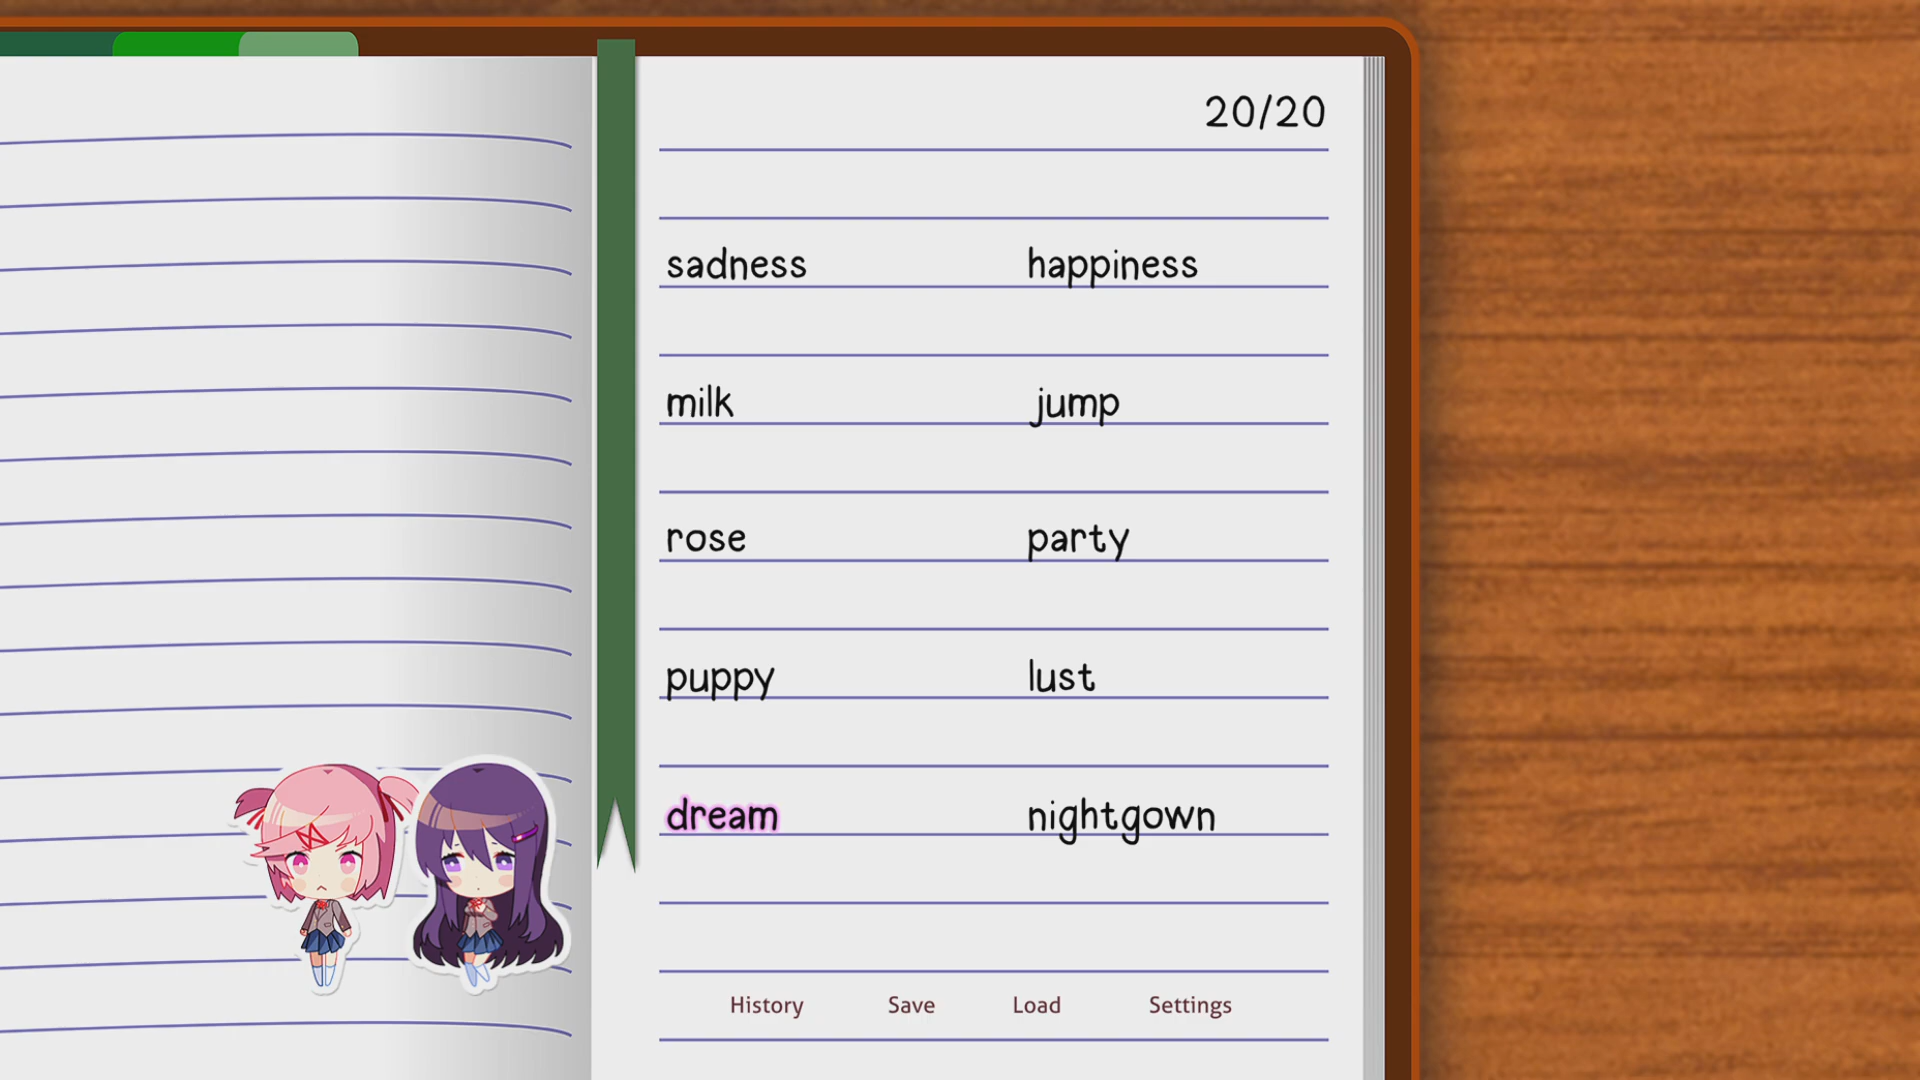 20/20
sadness happiness
milk jump
rose party
puppy lust
dream nightgown
History Save Load Settings